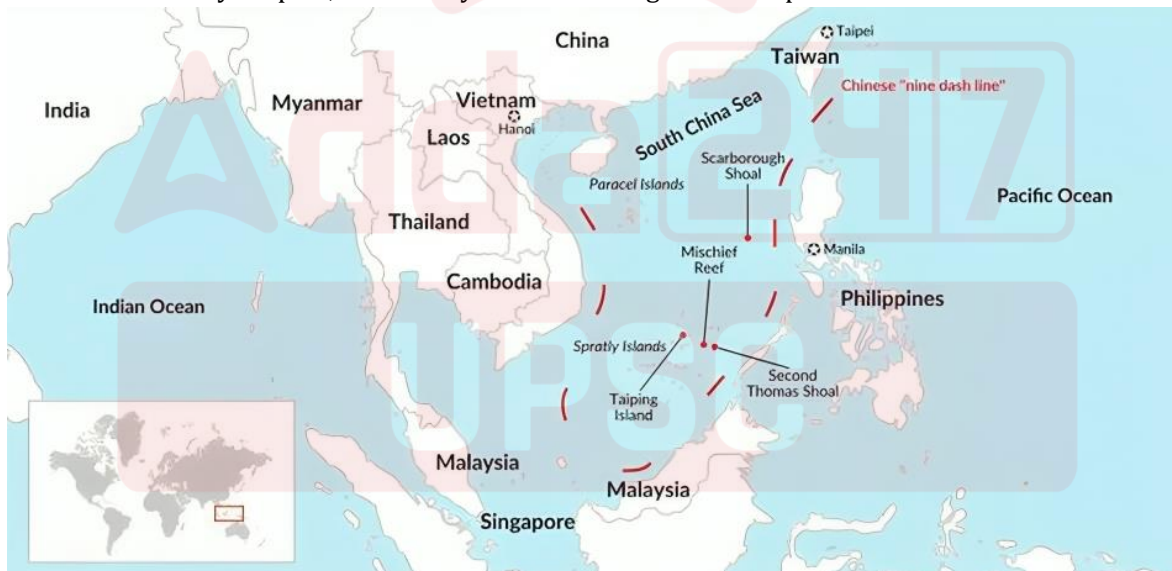 China
Taipei
Taiwan
Chinese "nine dash line"
India
Myanmar
Vietnam
Hanoi
Laos
South China Sea
Scarborough
Shoal
Paracel Islands
Pacific Ocean
Thailand
Mischief
Reef
Manila
Cambodia
Indian Ocean
Philippines
Spratly Islands
Second
Thomas Shoal
Taiping
Island
Malaysia
Malaysia
Singapore
Adda247
UPSC